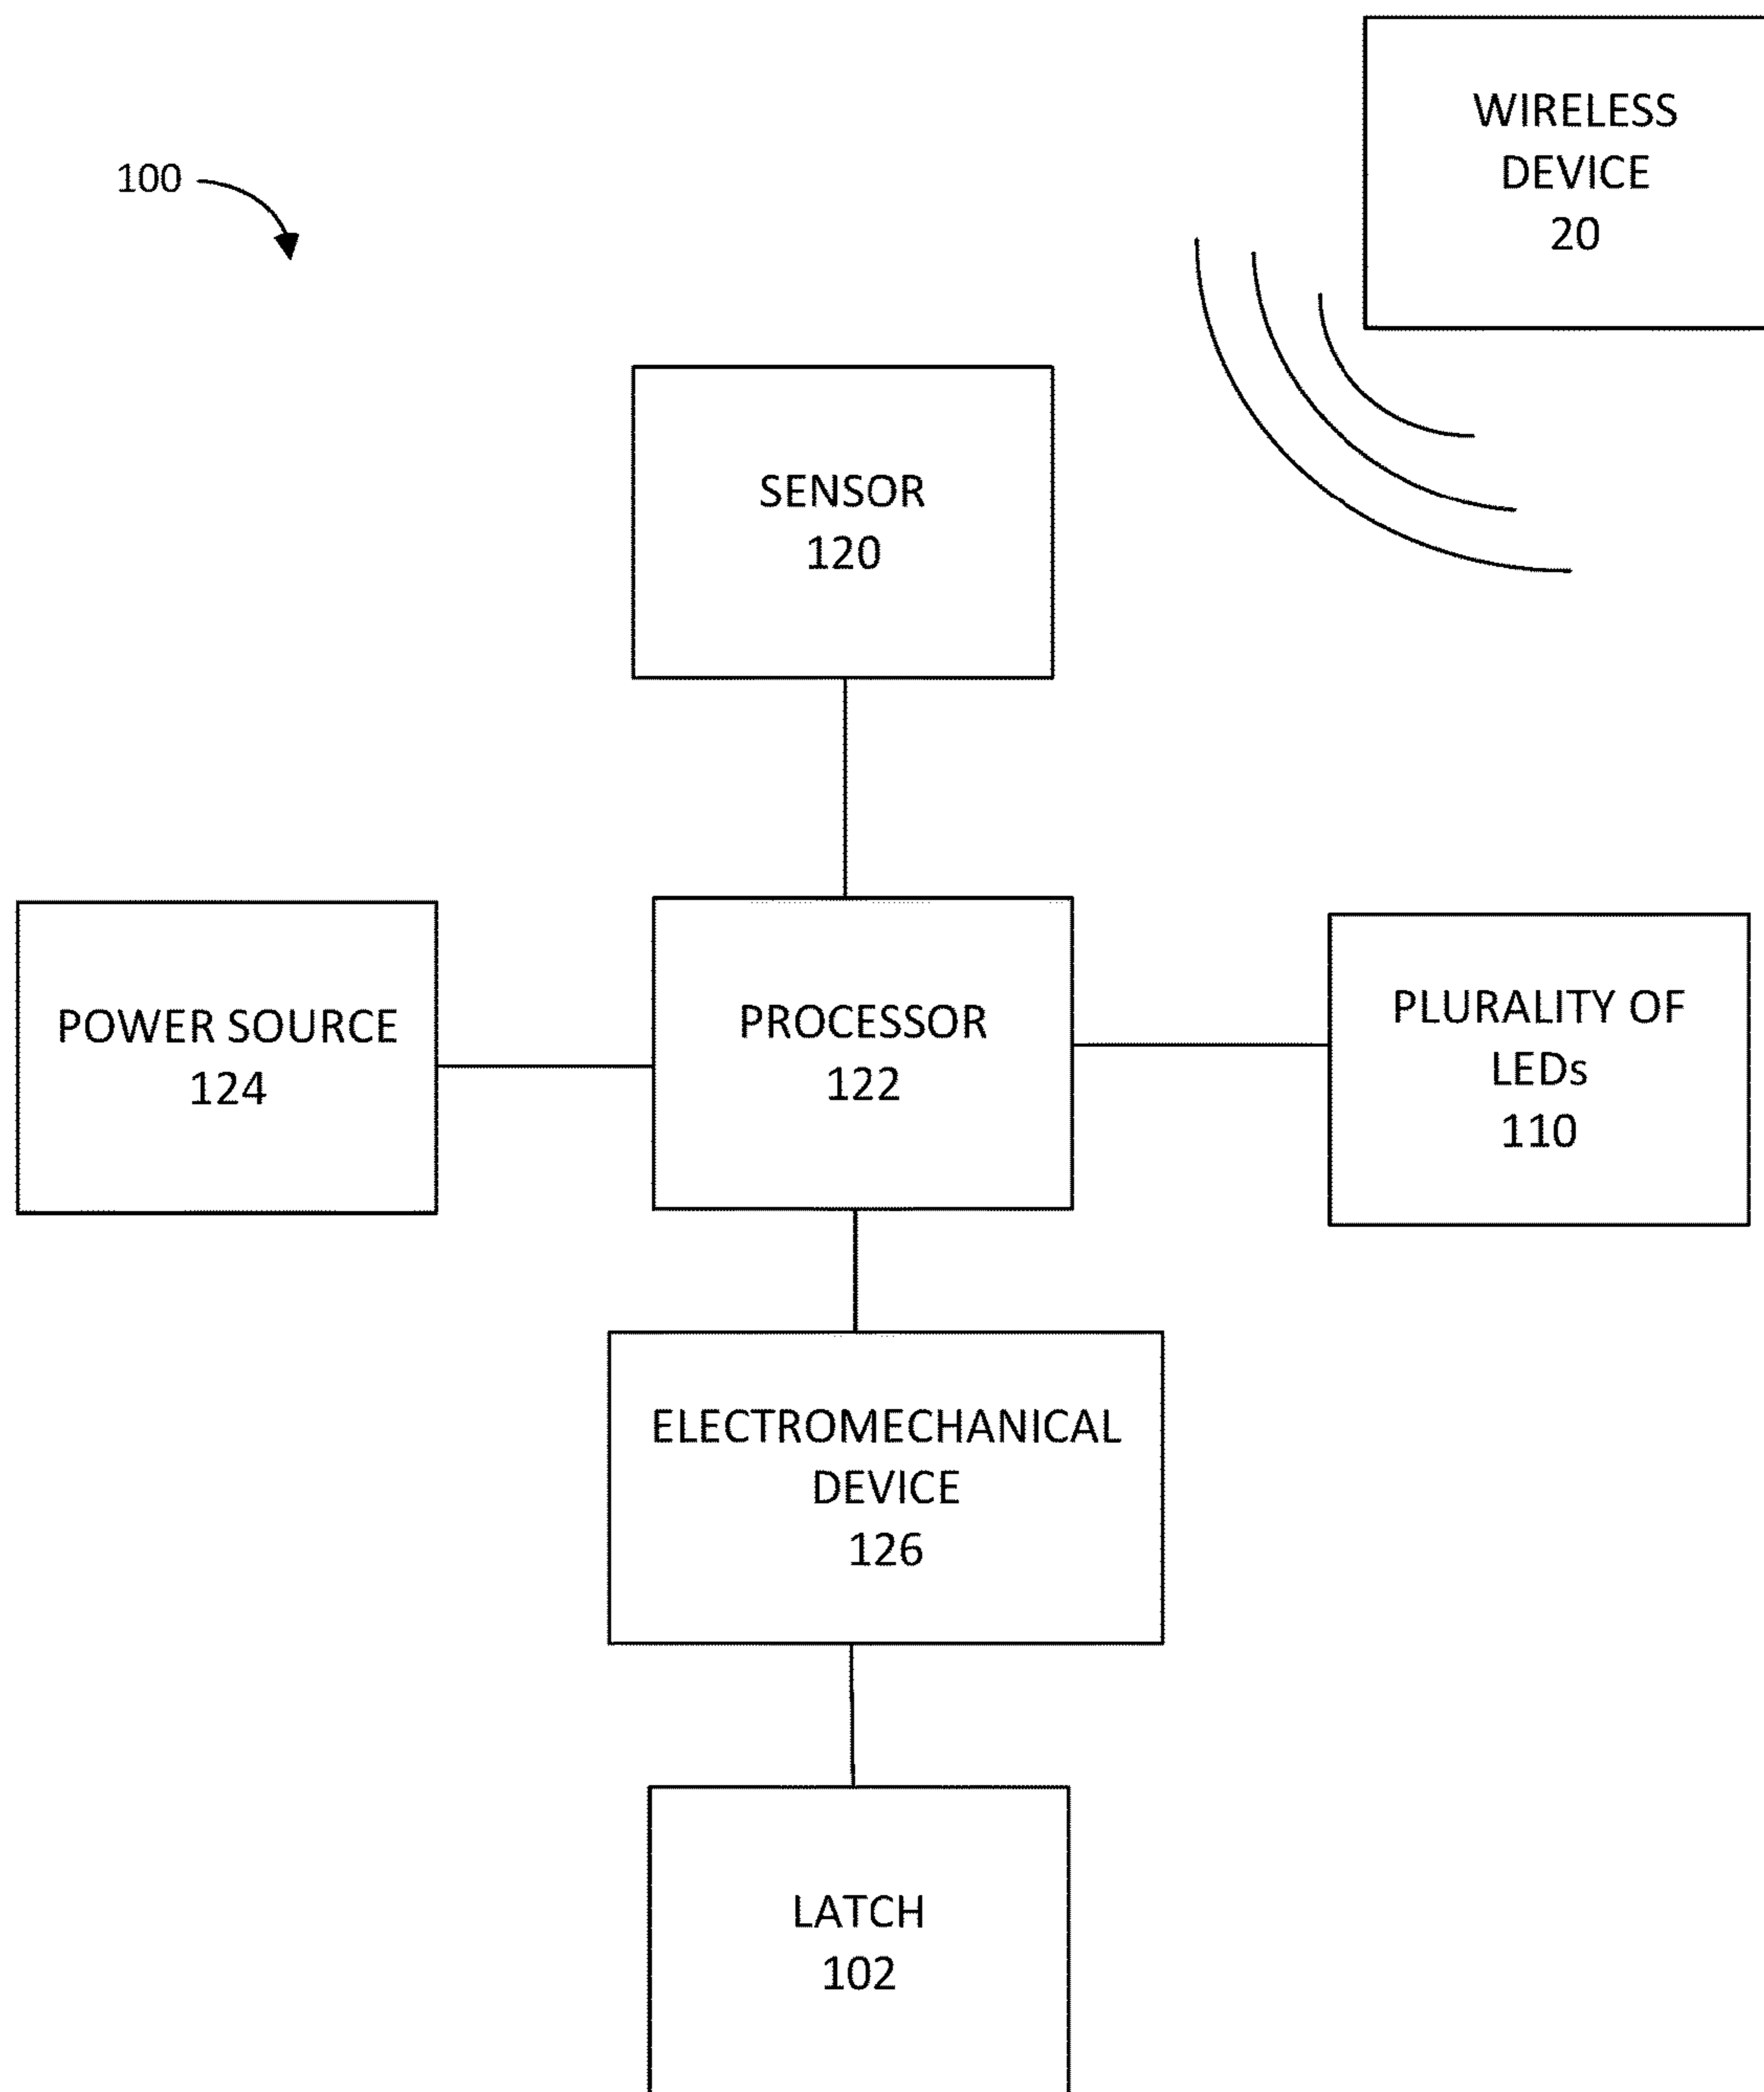 WIRELESS
DEVICE
20
100
SENSOR
120
POWER SOURCE
124
PROCESSOR
122
PLURALITY OF
LEDs
110
ELECTROMECHANICAL
DEVICE
126
LATCH
102